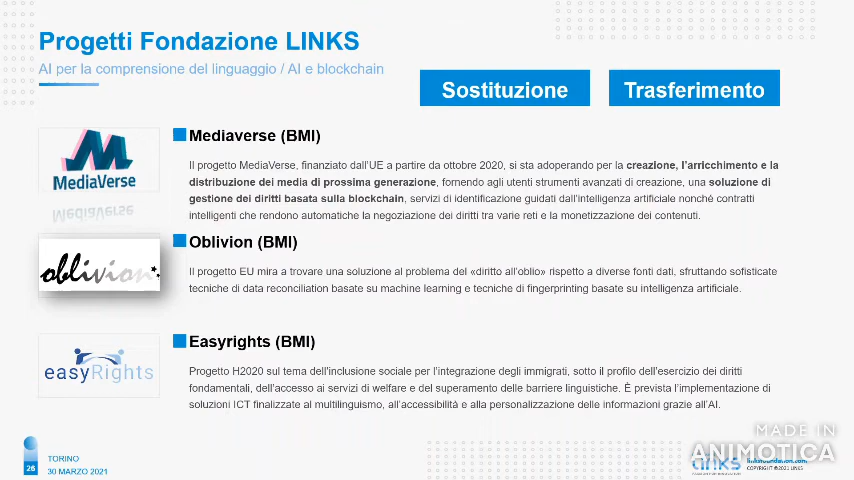 Progetti Fondazione LINKS
AI per la comprensione del linguaggio / AI e blockchain
Sostituzione
Trasferimento
MediaVerse
Mediaverse (BMI)
Il progetto MediaVerse, finanziato dall'UE a partire da ottobre 2020, si sta adoperando per la creazione, l'arricchimento e la
distribuzione dei media di prossima generazione, fornendo agli utenti strumenti avanzati di creazione, una soluzione di
gestione dei diritti basata sulla blockchain, servizi di identificazione guidati dall'intelligenza artificiale nonché contratti
intelligenti che rendono automatiche la negoziazione dei diritti tra varie reti e la monetizzazione dei contenuti.
oblivion
Oblivion (BMI)
Il progetto EU mira a trovare una soluzione al problema del «diritto all'oblio» rispetto a diverse fonti dati, sfruttando sofisticate
tecniche di data reconciliation basate su machine learning e tecniche di fingerprinting basate su intelligenza artificiale.
easyRights
Easyrights (BMI)
Progetto H2020 sul tema dell'inclusione sociale per l'integrazione degli immigrati, sotto il profilo dell'esercizio dei diritti
fondamentali, dell'accesso ai servizi di welfare e del superamento delle barriere linguistiche. È prevista l'implementazione di
soluzioni ICT finalizzate al multilinguismo, all'accessibilità e alla personalizzazione delle informazioni grazie all'AI.
26
TORINO
30 MARZO 2021
MADE IN
ANIMOTICA
LINKS
COPYRIGHT ©2021 LINKS